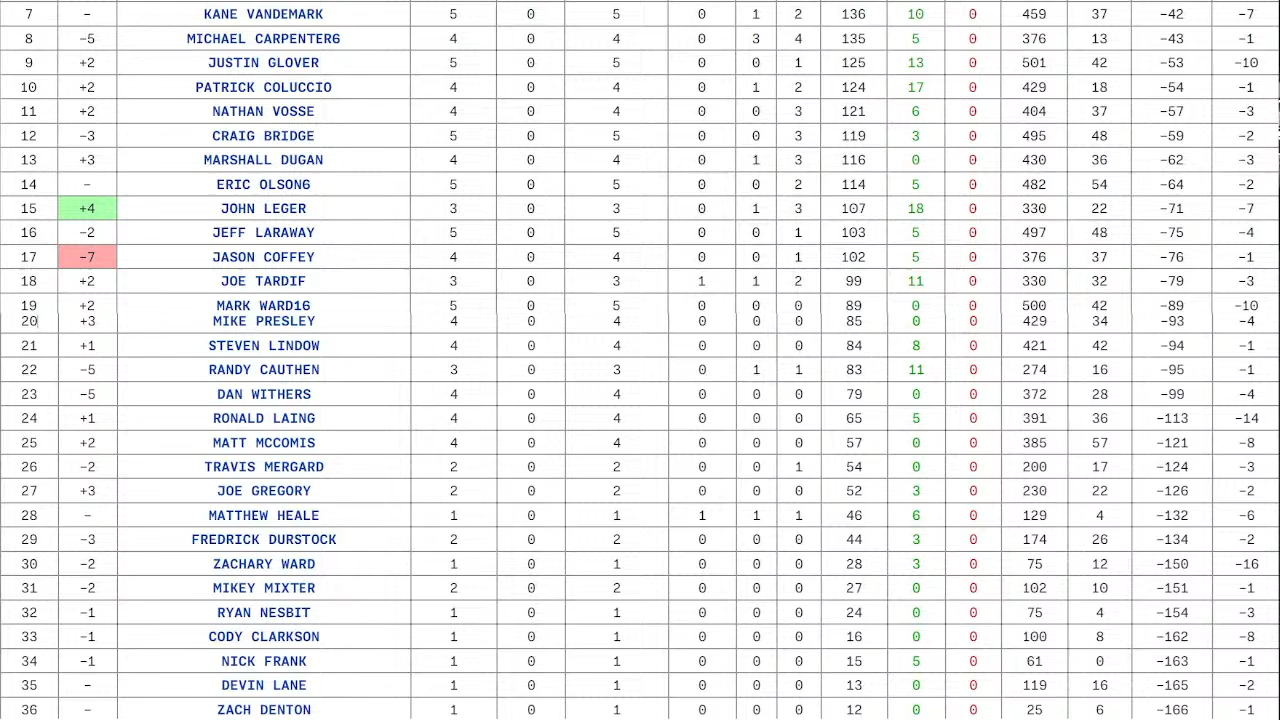 7 – KANE VANDEMARK 5 0 5 0 1 2 136 10 0 459 37 –42 –7
8 –5 MICHAEL CARPENTER6 4 0 4 0 3 4 135 5 0 376 13 –43 –1
9 +2 JUSTIN GLOVER 5 0 5 0 0 1 125 13 0 501 42 –53 –10
10 +2 PATRICK COLUCCIO 4 0 4 0 1 2 124 17 0 429 18 –54 –1
11 +2 NATHAN VOSSE 4 0 4 0 0 3 121 6 0 404 37 –57 –3
12 –3 CRAIG BRIDGE 5 0 5 0 0 3 119 3 0 495 48 –59 –2
13 +3 MARSHALL DUGAN 4 0 4 0 1 3 116 0 0 430 36 –62 –3
14 – ERIC OLSON6 5 0 5 0 0 2 114 5 0 482 54 –64 –2
15 +4 JOHN LEGER 3 0 3 0 1 3 107 18 0 330 22 –71 –7
16 –2 JEFF LARAWAY 5 0 5 0 0 1 103 5 0 497 48 –75 –4
17 –7 JASON COFFEY 4 0 4 0 0 1 102 5 0 376 37 –76 –1
18 +2 JOE TARDIF 3 0 3 1 1 2 99 11 0 330 32 –79 –3
19 +2 MARK WARD16 5 0 5 0 0 0 89 0 0 500 42 –89 –10
20 +3 MIKE PRESLEY 4 0 4 0 0 0 85 0 0 429 34 –93 –4
21 +1 STEVEN LINDOW 4 0 4 0 0 0 84 8 0 421 42 –94 –1
22 –5 RANDY CAUTHEN 3 0 3 0 1 1 83 11 0 274 16 –95 –1
23 –5 DAN WITHERS 4 0 4 0 0 0 79 0 0 372 28 –99 –4
24 +1 RONALD LAING 4 0 4 0 0 0 65 5 0 391 36 –113 –14
25 +2 MATT MCCOMIS 4 0 4 0 0 0 57 0 0 385 57 –121 –8
26 –2 TRAVIS MERGARD 2 0 2 0 0 1 54 0 0 200 17 –124 –3
27 +3 JOE GREGORY 2 0 2 0 0 0 52 3 0 230 22 –126 –2
28 – MATTHEW HEALE 1 0 1 1 1 1 46 6 0 129 4 –132 –6
29 –3 FREDRICK DURSTOCK 2 0 2 0 0 0 44 3 0 174 26 –134 –2
30 –2 ZACHARY WARD 1 0 1 0 0 0 28 3 0 75 12 –150 –16
31 –2 MIKEY MIXTER 2 0 2 0 0 0 27 0 0 102 10 –151 –1
32 –1 RYAN NESBIT 1 0 1 0 0 0 24 0 0 75 4 –154 –3
33 –1 CODY CLARKSON 1 0 1 0 0 0 16 0 0 100 8 –162 –8
34 –1 NICK FRANK 1 0 1 0 0 0 15 5 0 61 0 –163 –1
35 – DEVIN LANE 1 0 1 0 0 0 13 0 0 119 16 –165 –2
36 – ZACH DENTON 1 0 1 0 0 0 12 0 0 25 6 –166 –1